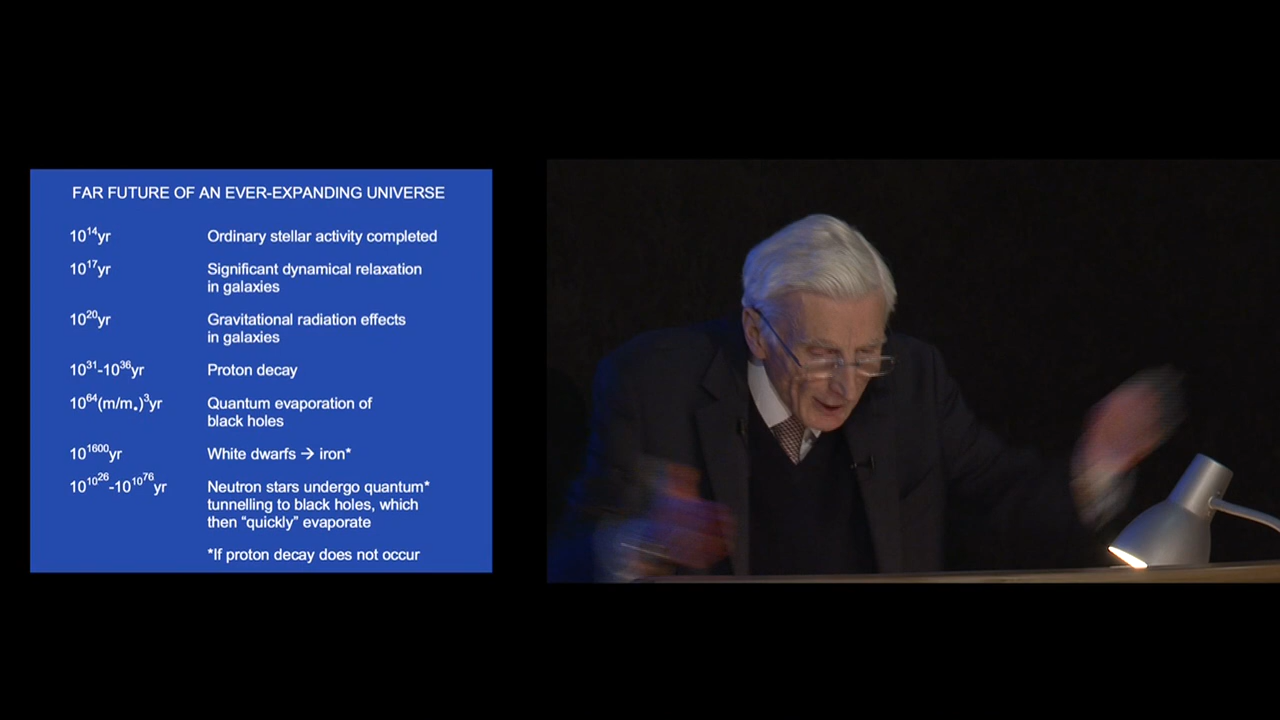 FAR FUTURE OF AN EVER-EXPANDING UNIVERSE
10¹⁴yr Ordinary stellar activity completed
10¹⁷yr Significant dynamical relaxation
in galaxies
10²⁰yr Gravitational radiation effects
in galaxies
10³¹-10³⁶yr Proton decay
10⁶⁴(m/m⁎)³yr Quantum evaporation of
black holes
10¹⁶⁰⁰yr White dwarfs → iron*
10^10^26-10^10^76yr Neutron stars undergo quantum*
tunnelling to black holes, which
then “quickly” evaporate
*If proton decay does not occur